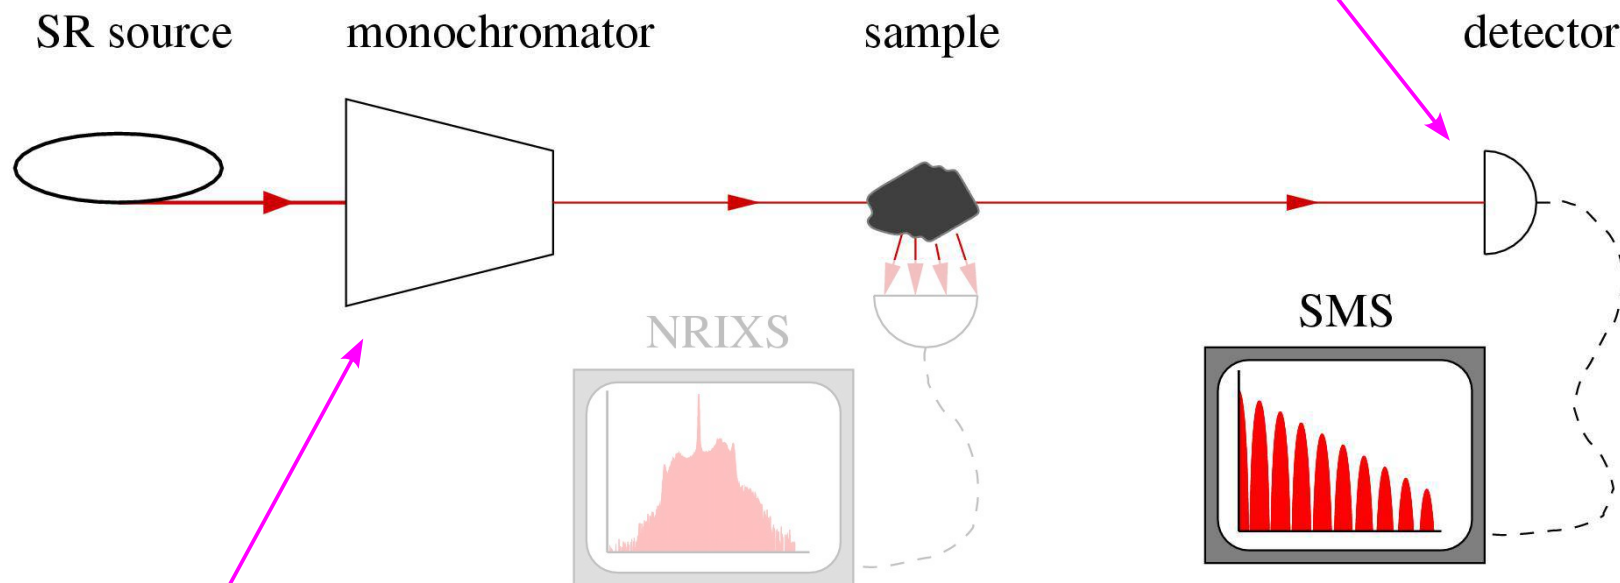 SR source
monochromator
sample
detector
NRIXS
SMS